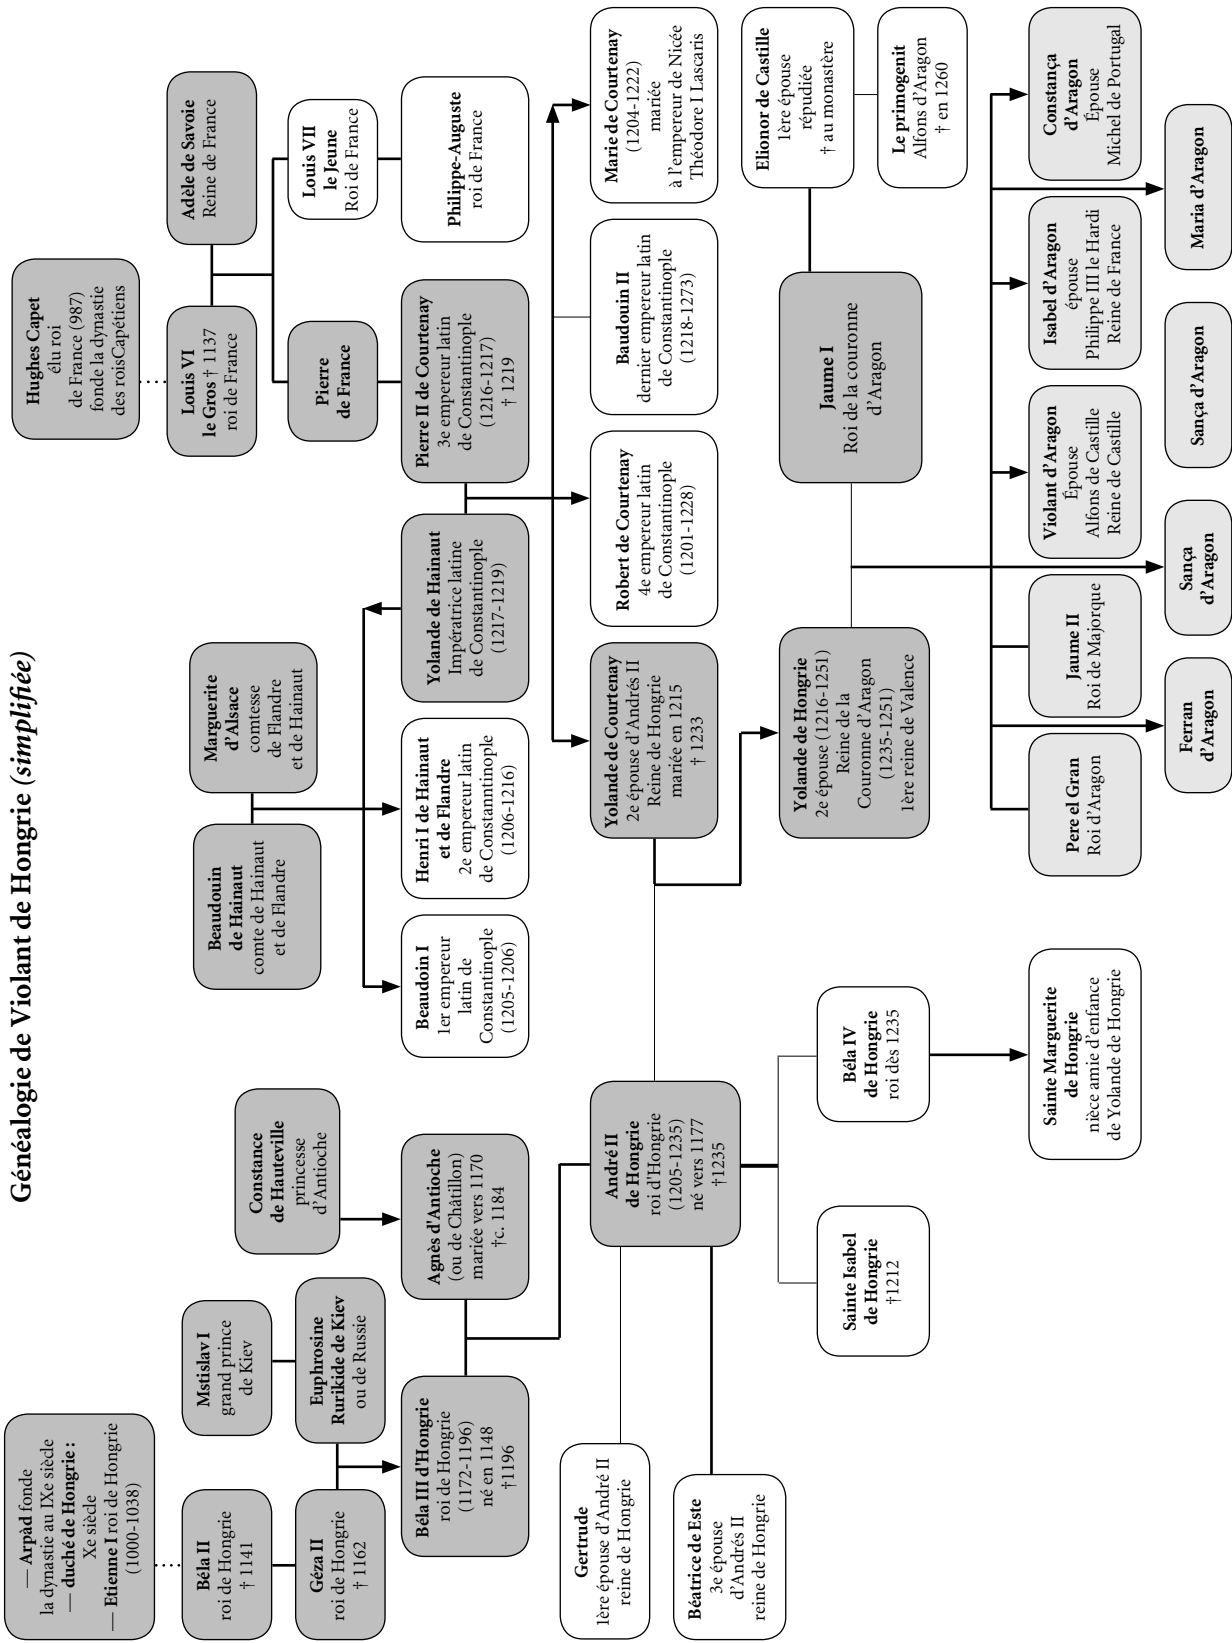 Généalogie de Violant de Hongrie (simplifiée)
— Arpàd fonde
la dynastie au IXe siècle
— duché de Hongrie :
Xe siècle
— Etienne I roi de Hongrie
(1000-1038)
Béla II
roi de Hongrie
† 1141
Mstislav I
grand prince
de Kiev
Géza II
roi de Hongrie
† 1162
Euphrosine
Rurikide de Kiev
ou de Russie
Constance
de Hauteville
princesse
d'Antioche
Béla III d'Hongrie
roi de Hongrie
(1172-1196)
né en 1148
†1196
Agnès d'Antioche
(ou de Châtillon)
mariée vers 1170
†c. 1184
Beaudouin
de Hainaut
comte de Hainaut
et de Flandre
Marguerite
d'Alsace
comtesse
de Flandre
et de Hainaut
Hughes Capet
élu roi
de France (987)
fonde la dynastie
des roisCapétiens
Louis VI
le Gros † 1137
roi de France
Adèle de Savoie
Reine de France
Pierre
de France
Louis VII
le Jeune
Roi de France
Beaudoin I
1er empereur
latin de
Constantinople
(1205-1206)
Henri I de Hainaut
et de Flandre
2e empereur latin
de Constanntinople
(1206-1216)
Yolande de Hainaut
Impératrice latine
de Constantinople
(1217-1219)
Pierre II de Courtenay
3e empereur latin
de Constantinople
(1216-1217)
† 1219
Philippe-Auguste
roi de France
Gertrude
1ère épouse d'André II
reine de Hongrie
Béatrice de Este
3e épouse
d'Andrés II
reine de Hongrie
André II
de Hongrie
roi d'Hongrie
(1205-1235)
né vers 1177
†1235
Yolande de Courtenay
2e épouse d'Andrés II
Reine de Hongrie
mariée en 1215
† 1233
Robert de Courtenay
4e empereur latin
de Constantinople
(1201-1228)
Baudouin II
dernier empereur latin
de Constantinople
(1218-1273)
Marie de Courtenay
(1204-1222)
mariée
à l'empereur de Nicée
Théodore I Lascaris
Sainte Isabel
de Hongrie
†1212
Béla IV
de Hongrie
roi dès 1235
Yolande de Hongrie
2e épouse (1216-1251)
Reine de la
Couronne d'Aragon
(1235-1251)
1ère reine de Valence
Jaume I
Roi de la couronne
d'Aragon
Elionor de Castille
1ère épouse
répudiée
† au monastère
Le primogenit
Alfons d'Aragon
† en 1260
Sainte Marguerite
de Hongrie
nièce amie d'enfance
de Yolande de Hongrie
Pere el Gran
Roi d'Aragon
Jaume II
Roi de Majorque
Violant d'Aragon
Épouse
Alfons de Castille
Reine de Castille
Isabel d'Aragon
épouse
Philippe III le Hardi
Reine de France
Constança
d'Aragon
Épouse
Michel de Portugal
Ferran
d'Aragon
Sança
d'Aragon
Sança d'Aragon
Maria d'Aragon